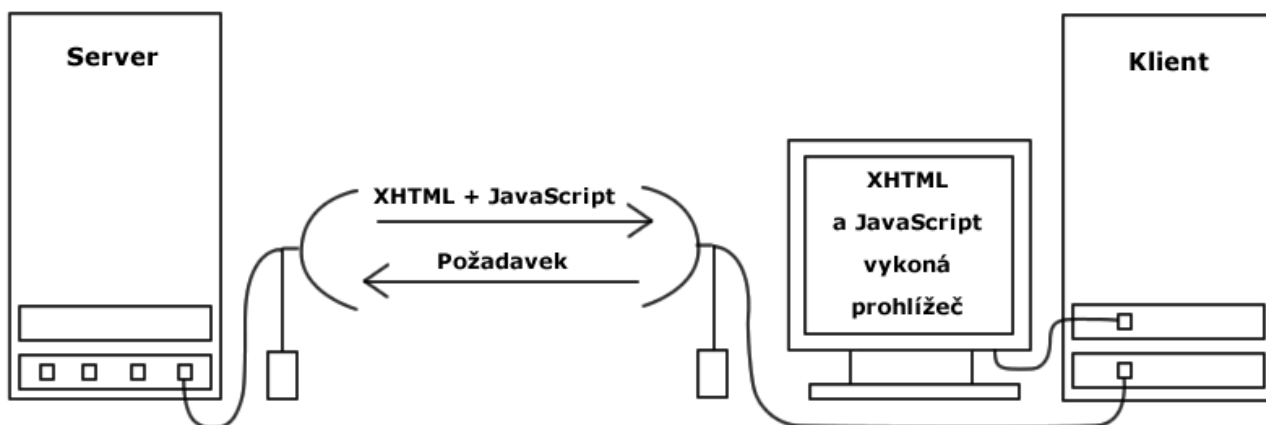 Server
Klient
XHTML + JavaScript
Požadavek
XHTML
a JavaScript
vykoná
prohlížeč